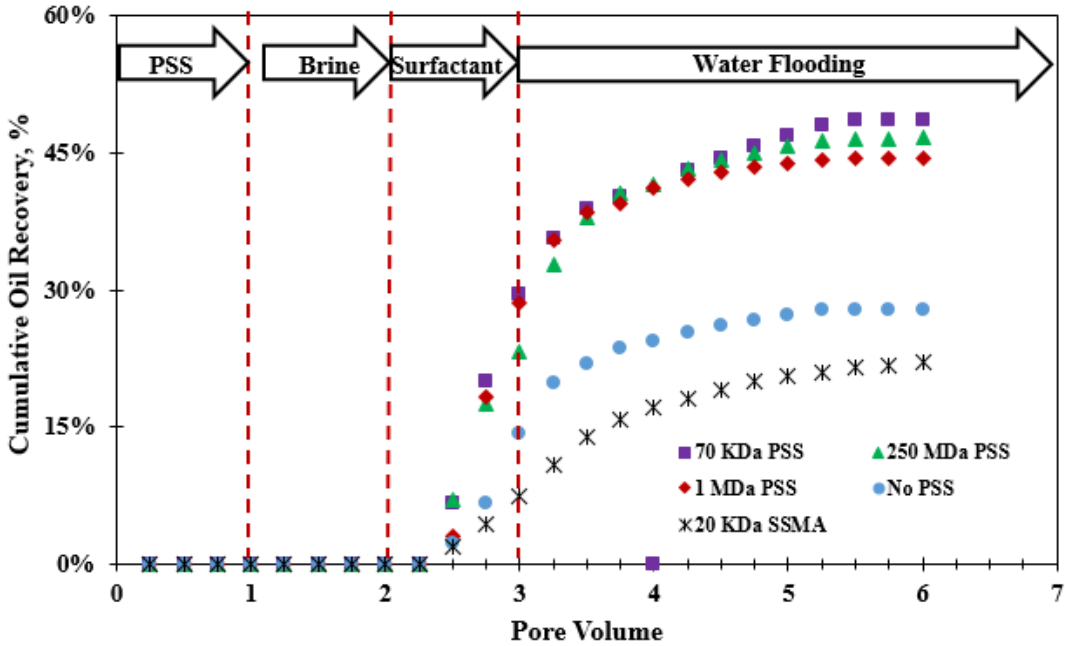 60%
45%
30%
15%
0%
Cumulative Oil Recovery, %
PSS
Brine
Surfactant
Water Flooding
70 KDa PSS
250 MDa PSS
1 MDa PSS
No PSS
20 KDa SSMA
0 1 2 3 4 5 6 7
Pore Volume